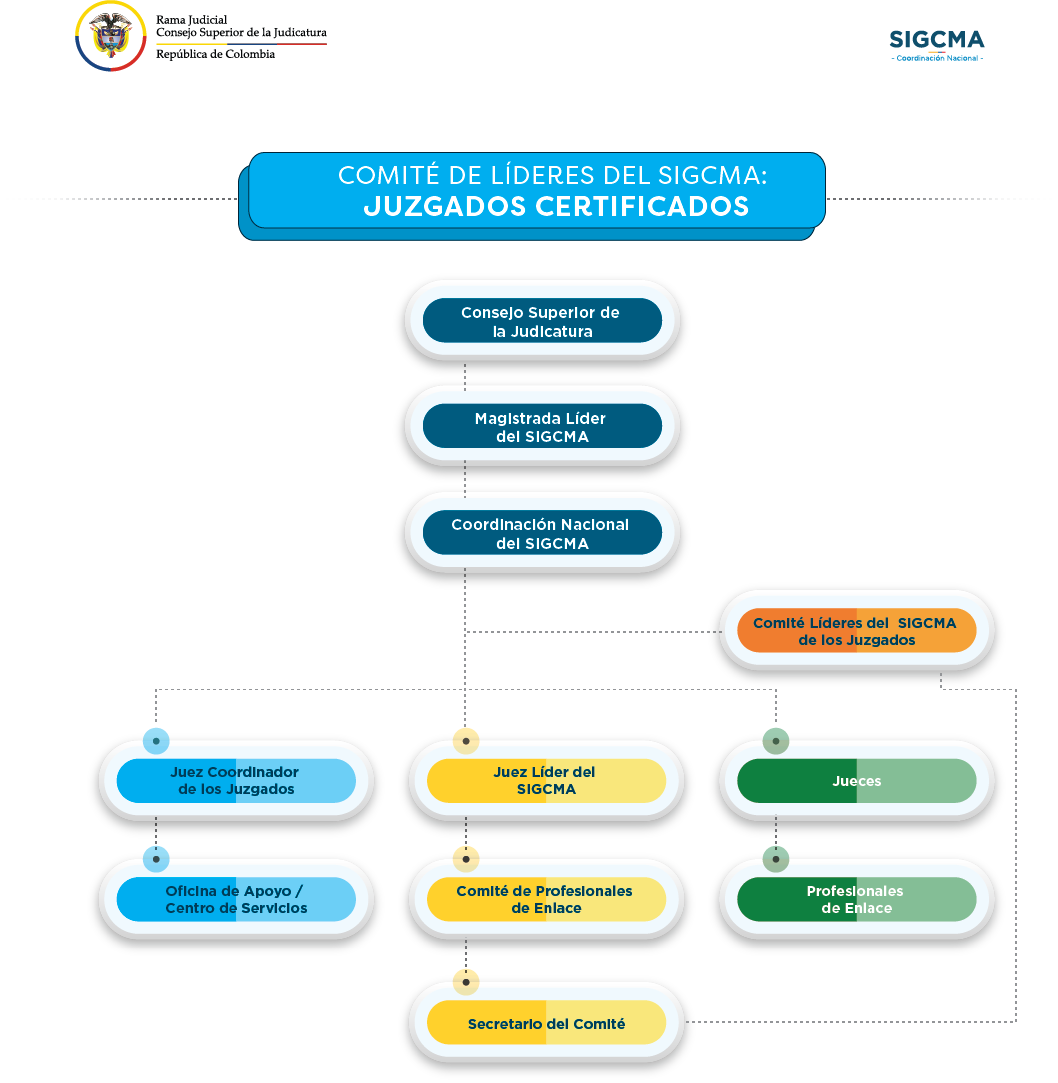 Rama Judicial
Consejo Superior de la Judicatura
República de Colombia
SIGCMA
- Coordinación Nacional -
COMITÉ DE LÍDERES DEL SIGCMA:
JUZGADOS CERTIFICADOS
Consejo Superior de
la Judicatura
Magistrada Líder
del SIGCMA
Coordinación Nacional
del SIGCMA
Comité Líderes del SIGCMA
de los Juzgados
Juez Coordinador
de los Juzgados
Juez Líder del
SIGCMA
Jueces
Oficina de Apoyo /
Centro de Servicios
Comité de Profesionales
de Enlace
Profesionales
de Enlace
Secretario del Comité